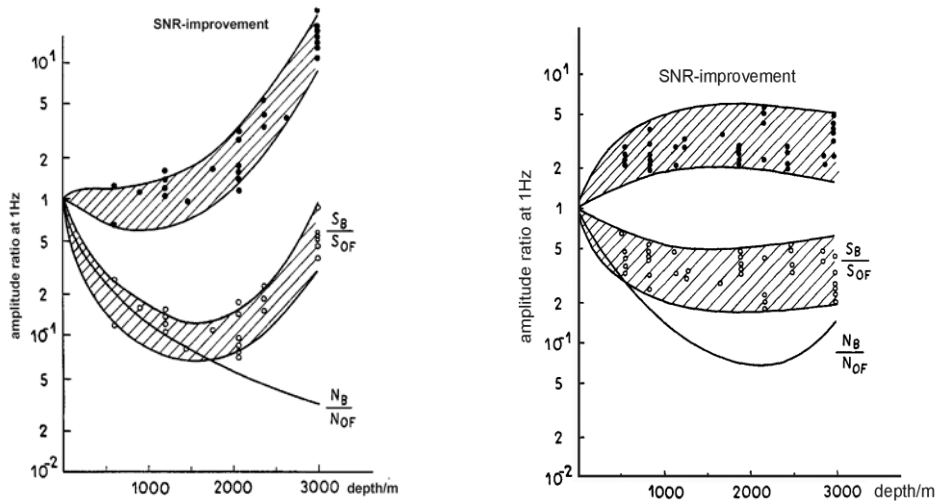 SNR-improvement
amplitude ratio at 1Hz
10¹
5
2
1
5
2
10⁻¹
5
2
10⁻²
S_B
S_OF
N_B
N_OF
1000 2000 3000 depth/m
SNR-improvement
amplitude ratio at 1Hz
10¹
5
2
1
5
2
10⁻¹
5
2
10⁻²
S_B
S_OF
N_B
N_OF
1000 2000 3000 depth/m